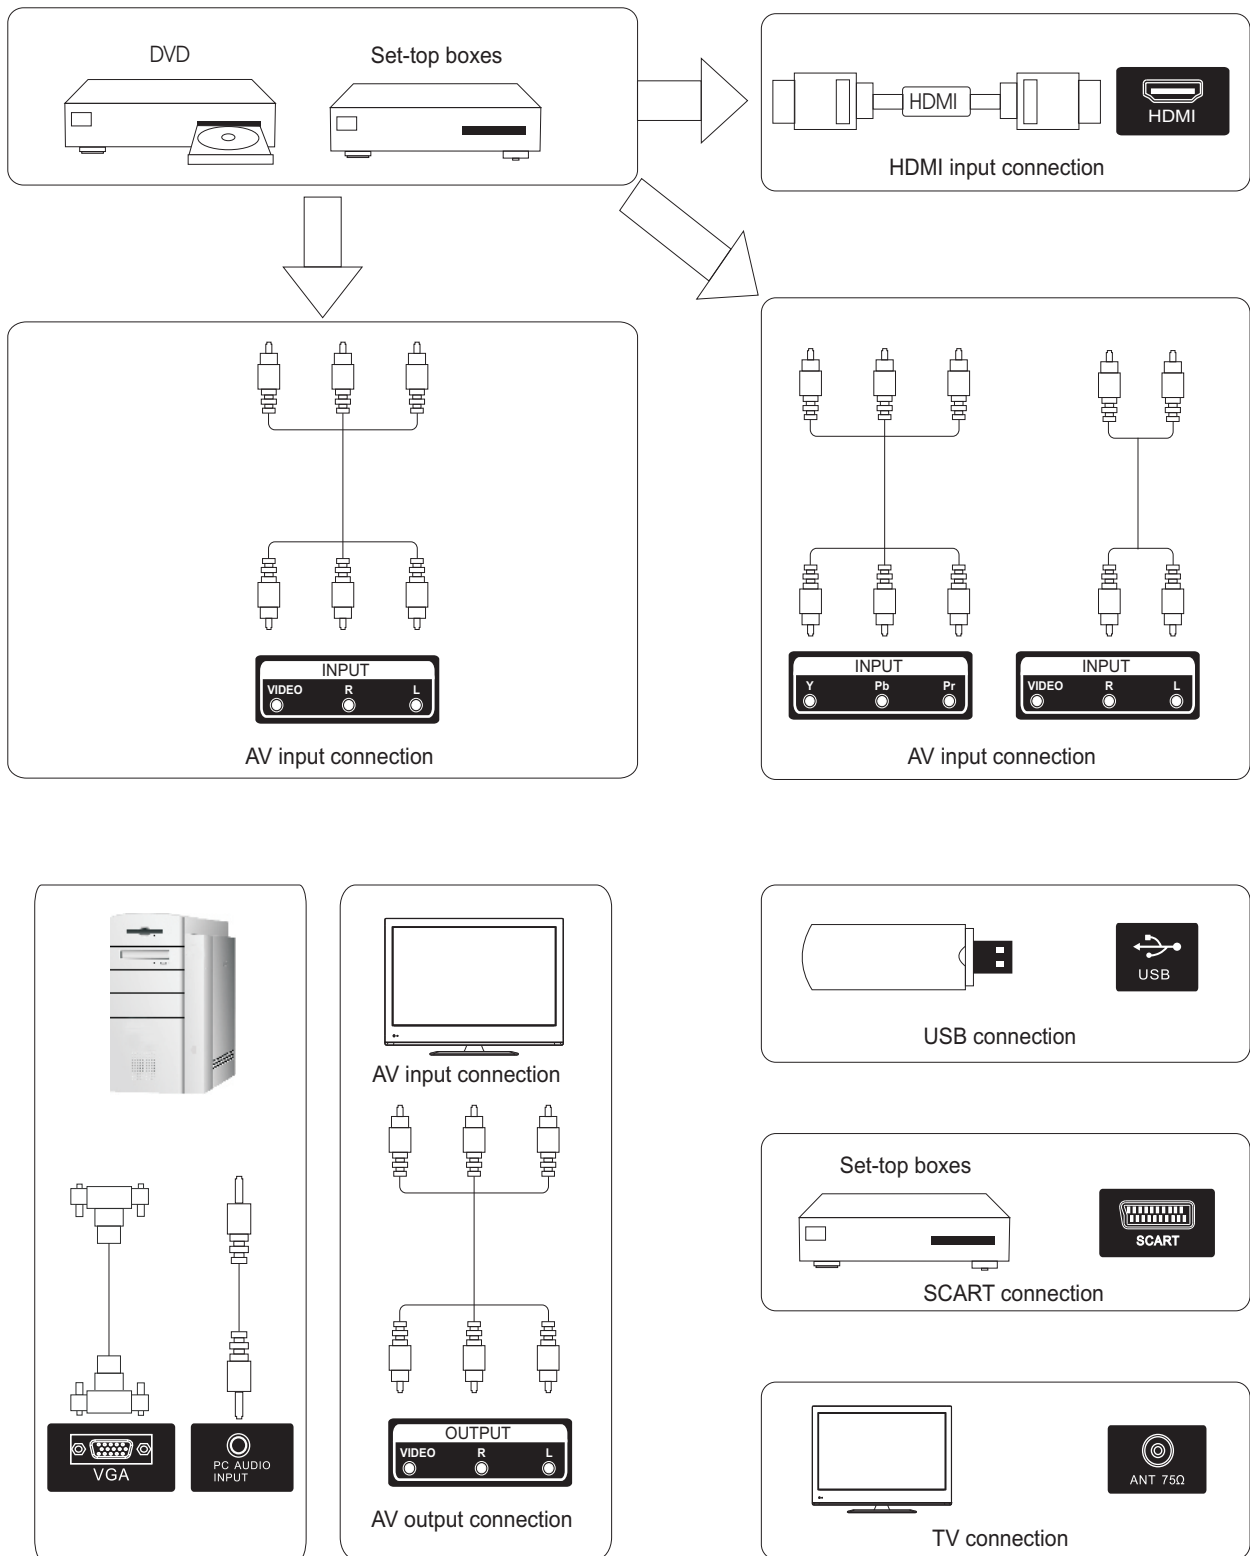 DVD
Set-top boxes
HDMI
HDMI
HDMI input connection
INPUT
VIDEO R L
AV input connection
INPUT
Y Pb Pr
INPUT
VIDEO R L
AV input connection
VGA
PC AUDIO
INPUT
AV input connection
OUTPUT
VIDEO R L
AV output connection
USB
USB connection
Set-top boxes
SCART
SCART connection
ANT 75Ω
TV connection